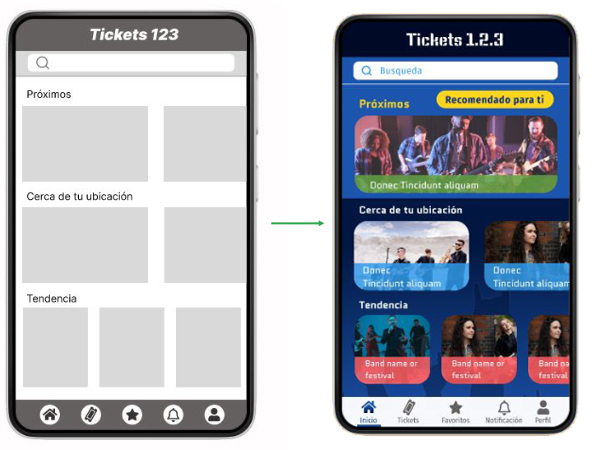 Tickets 123
Próximos
Cerca de tu ubicación
Tendencia
Tickets 1.2.3
Busqueda
Próximos
Recomendado para ti
Donec Tincidunt aliquam
Cerca de tu ubicación
Donec
Tincidunt aliquam
Donec
Tincidunt aliquam
Tendencia
Band name or
festival
Band name or
festival
Band name
festival
Inicio
Tickets
Favoritos
Notificación
Perfil